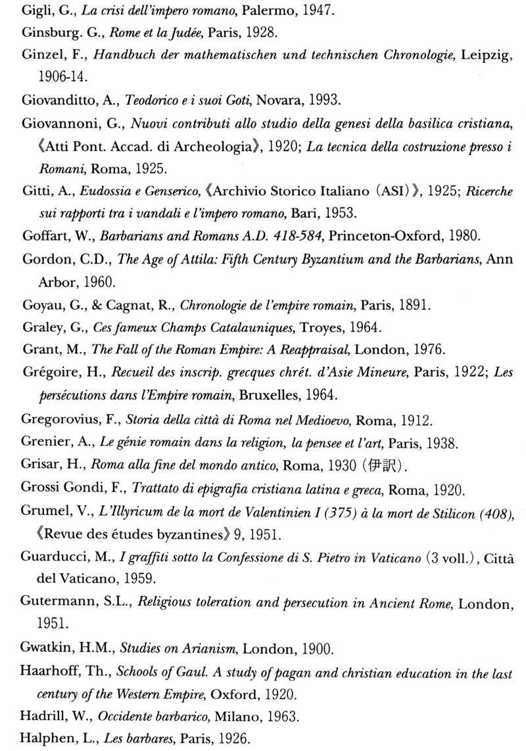 Gigli, G., La crisi dell'impero romano, Palermo, 1947.
Ginsburg. G., Rome et la Judée, Paris, 1928.
Ginzel, F., Handbuch der mathematischen und technischen Chronologie, Leipzig,
1906-14.
Giovanditto, A., Teodorico e i suoi Goti, Novara, 1993.
Giovannoni, G., Nuovi contributi allo studio della genesi della basilica cristiana,
《Atti Pont. Accad. di Archeologia》, 1920; La tecnica della costruzione presso i
Romani, Roma, 1925.
Gitti, A., Eudossia e Genserico, 《Archivio Storico Italiano (ASI)》, 1925; Ricerche
sui rapporti tra i vandali e l'impero romano, Bari, 1953.
Goffart, W., Barbarians and Romans A.D. 418-584, Princeton-Oxford, 1980.
Gordon, C.D., The Age of Attila: Fifth Century Byzantium and the Barbarians, Ann
Arbor, 1960.
Goyau, G., & Cagnat, R., Chronologie de l'empire romain, Paris, 1891.
Graley, G., Ces fameux Champs Catalauniques, Troyes, 1964.
Grant, M., The Fall of the Roman Empire: A Reappraisal, London, 1976.
Grégoire, H., Recueil des inscrip. grecques chrét. d'Asie Mineure, Paris, 1922; Les
persécutions dans l'Empire romain, Bruxelles, 1964.
Gregorovius, F., Storia della città di Roma nel Medioevo, Roma, 1912.
Grenier, A., Le génie romain dans la religion, la pensee et l'art, Paris, 1938.
Grisar, H., Roma alla fine del mondo antico, Roma, 1930 (伊訳).
Grossi Gondi, F., Trattato di epigrafia cristiana latina e greca, Roma, 1920.
Grumel, V., L'Illyricum de la mort de Valentinien I (375) à la mort de Stilicon (408),
《Revue des études byzantines》 9, 1951.
Guarducci, M., I graffiti sotto la Confessione di S. Pietro in Vaticano (3 voll.), Città
del Vaticano, 1959.
Gutermann, S.L., Religious toleration and persecution in Ancient Rome, London,
1951.
Gwatkin, H.M., Studies on Arianism, London, 1900.
Haarhoff, Th., Schools of Gaul. A study of pagan and christian education in the last
century of the Western Empire, Oxford, 1920.
Hadrill, W., Occidente barbarico, Milano, 1963.
Halphen, L., Les barbares, Paris, 1926.